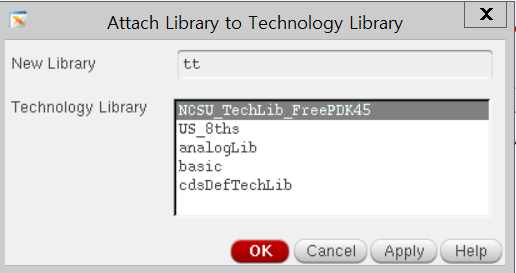 Attach Library to Technology Library
X
New Library
tt
Technology Library
NCSU_TechLib_FreePDK45
US_8ths
analogLib
basic
cdsDefTechLib
OK
Cancel
Apply
Help